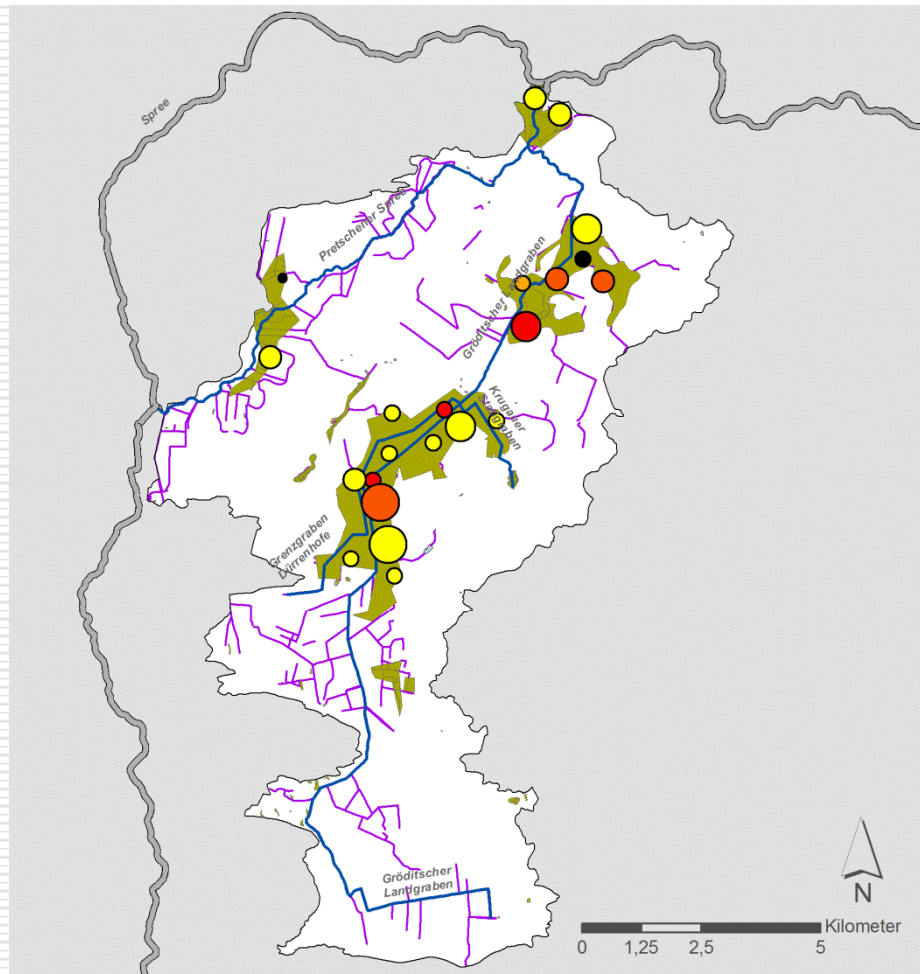 Spree
Pretschener Spree
Gröditscher Landgraben
Krugauer
Grenzgraben
Dürrenhofe
Gröditscher
Landgraben
N
Kilometer
0 1,25 2,5 5